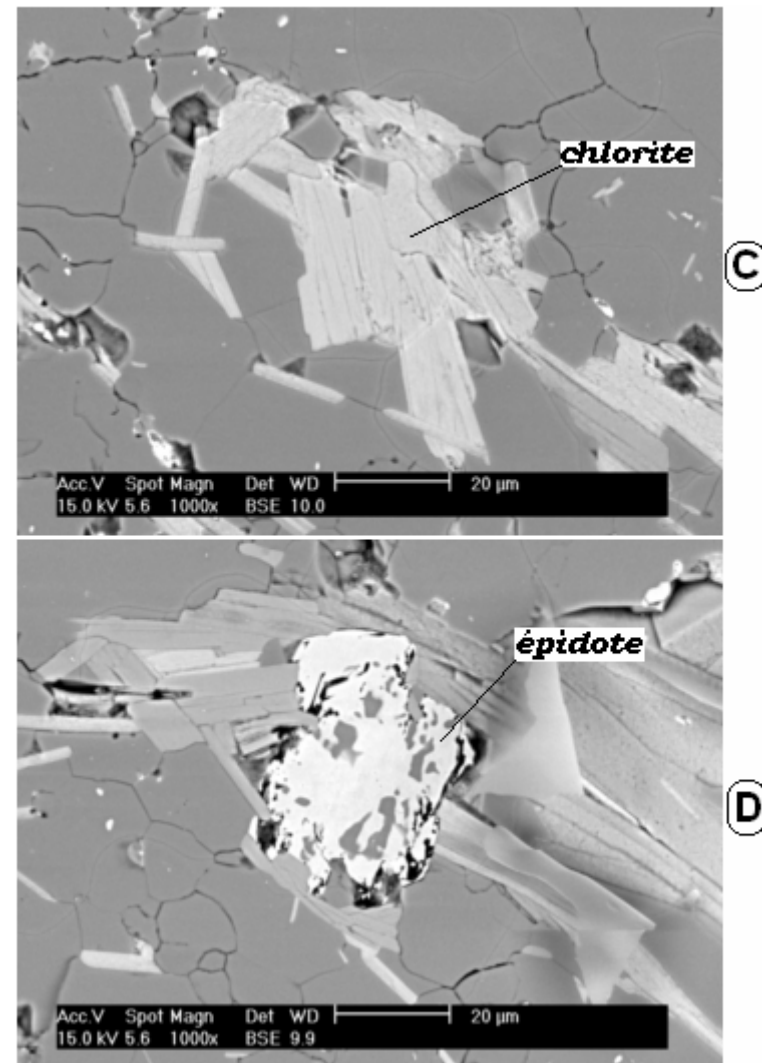 chlorite
C
Acc.V Spot Magn Det WD 20 µm
15.0 kV 5.6 1000x BSE 10.0
épidote
D
Acc.V Spot Magn Det WD 20 µm
15.0 kV 5.6 1000x BSE 9.9